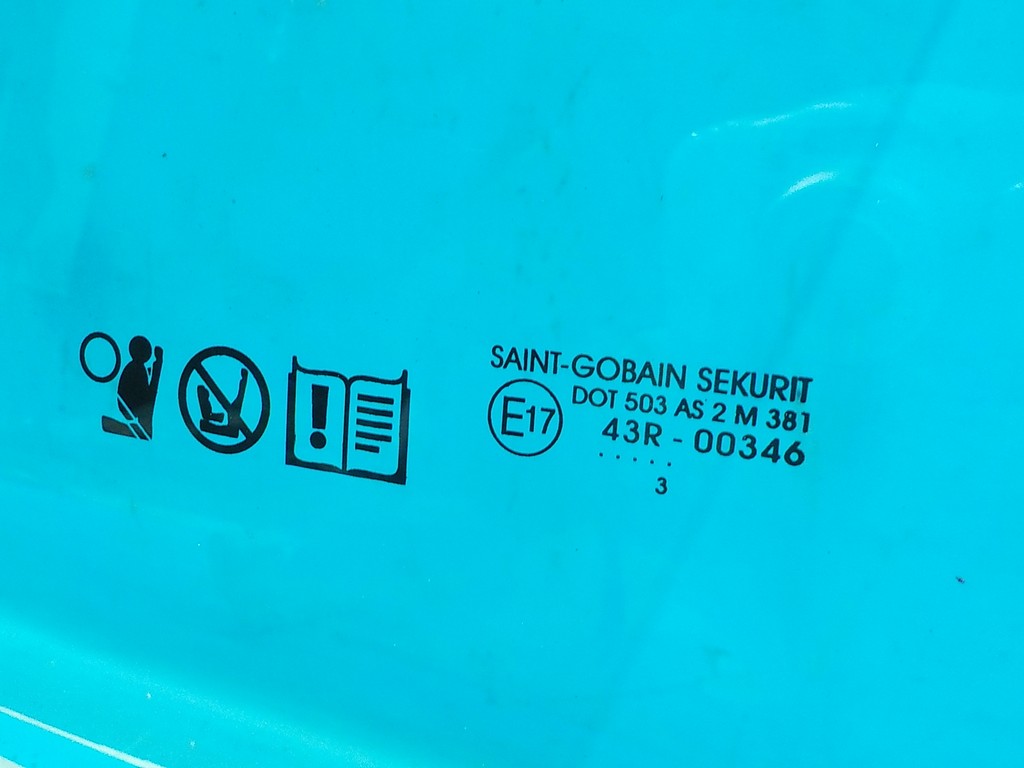 SAINT-GOBAIN SEKURIT
E17
DOT 503 AS 2 M 381
43R - 00346
. . . . .
3